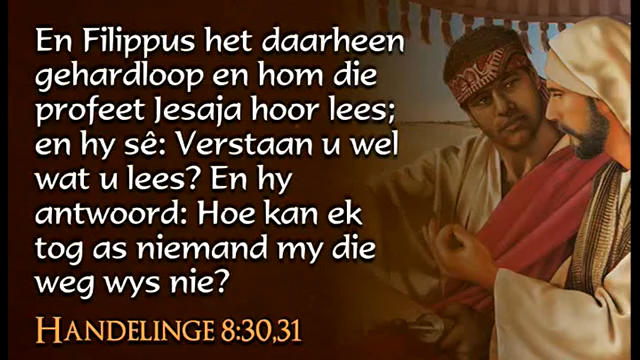 En Filippus het daarheen
gehardloop en hom die
profeet Jesaja hoor lees;
en hy sê: Verstaan u wel
wat u lees? En hy
antwoord: Hoe kan ek
tog as niemand my die
weg wys nie?
HANDELINGE 8:30,31